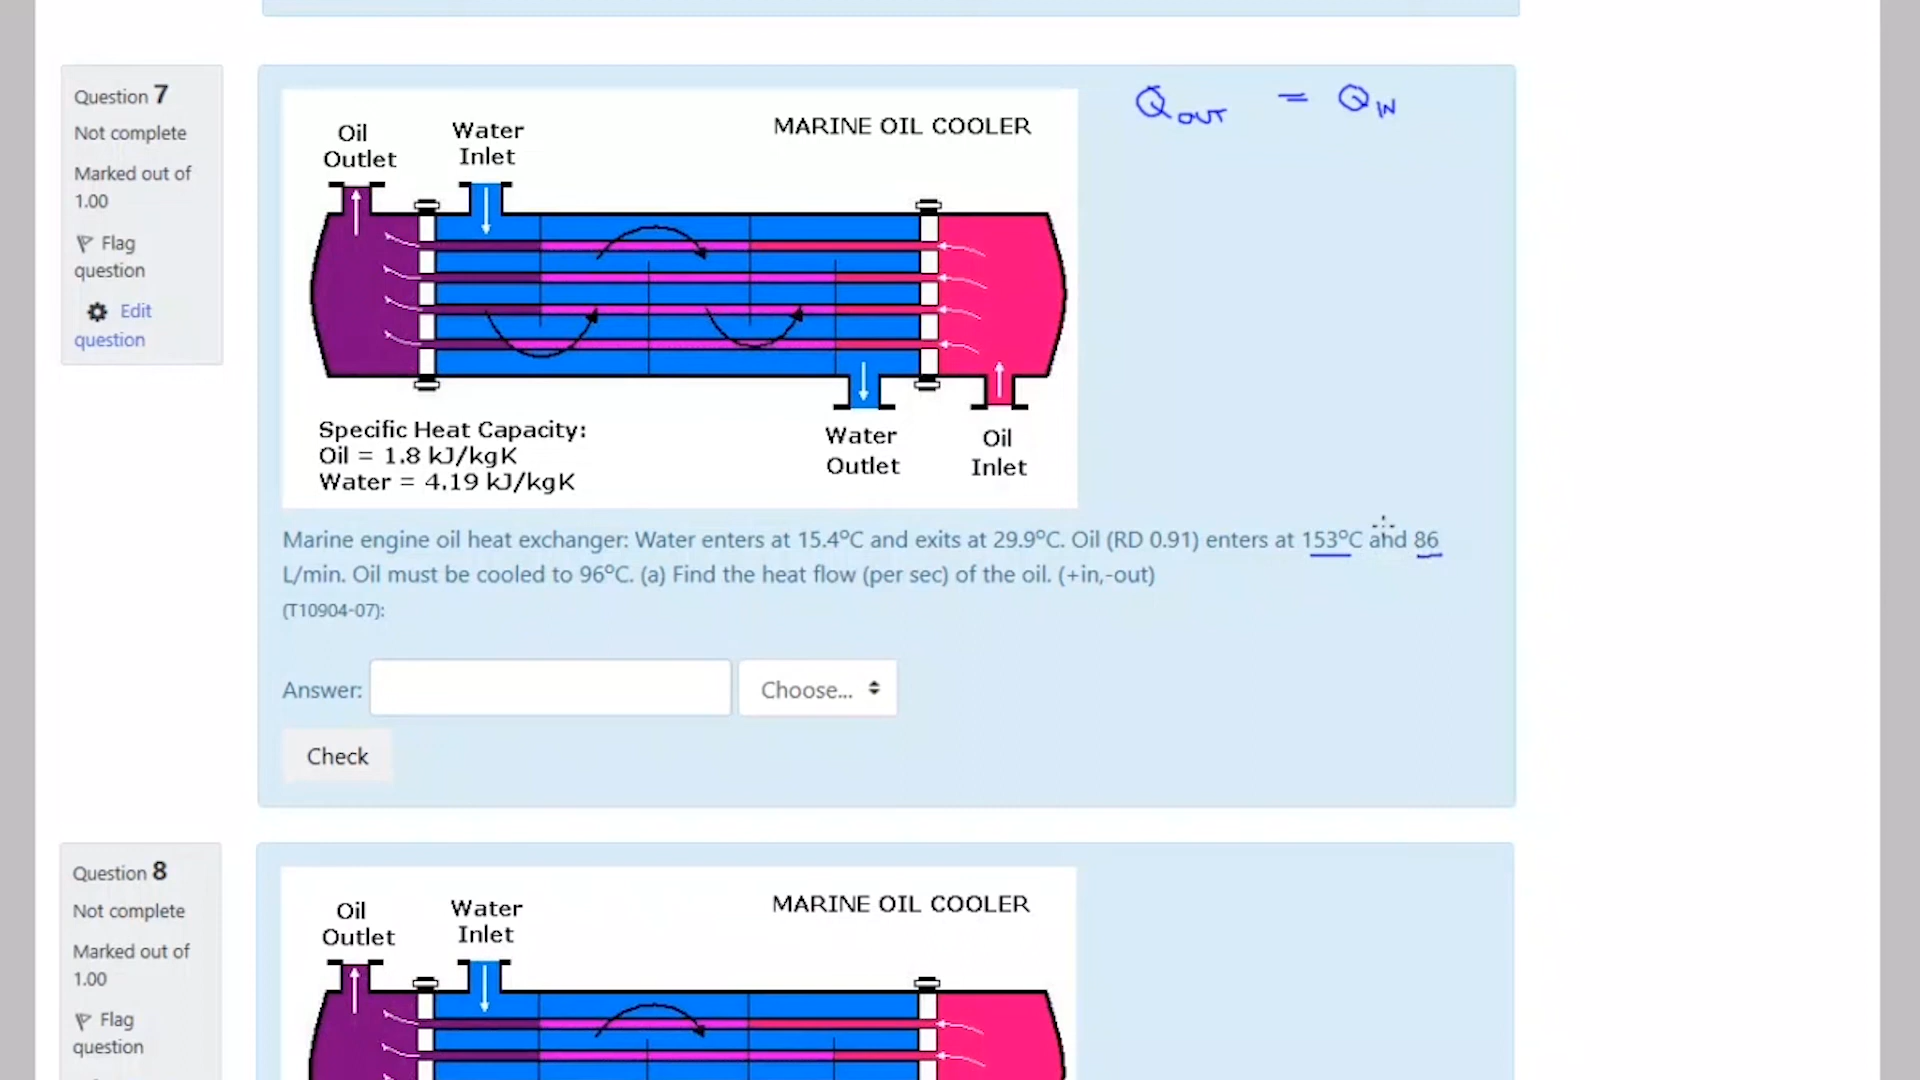 Question 7
Not complete
Marked out of
1.00
Flag
question
Edit
question
Oil
Outlet
Water
Inlet
MARINE OIL COOLER
Q OUT = Q IN
Specific Heat Capacity:
Oil = 1.8 kJ/kgK
Water = 4.19 kJ/kgK
Water
Outlet
Oil
Inlet
Marine engine oil heat exchanger: Water enters at 15.4ºC and exits at 29.9ºC. Oil (RD 0.91) enters at 153ºC and 86
L/min. Oil must be cooled to 96ºC. (a) Find the heat flow (per sec) of the oil. (+in,-out)
(T10904-07):
Answer:
Choose...
Check
Question 8
Not complete
Marked out of
1.00
Flag
question
Oil
Outlet
Water
Inlet
MARINE OIL COOLER